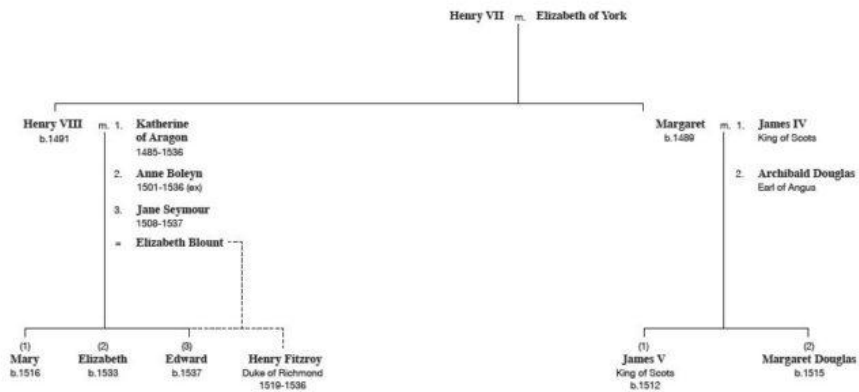 Henry VII m. Elizabeth of York
Henry VIII m. 1. Katherine
of Aragon
b.1491
1485-1536
2. Anne Boleyn
1501-1536 (ex)
3. Jane Seymour
1508-1537
= Elizabeth Blount
Margaret m. 1. James IV
b.1489 King of Scots
2. Archibald Douglas
Earl of Angus
(1) (2) (3)
Mary Elizabeth Edward Henry Fitzroy
b.1516 b.1533 b.1537 Duke of Richmond
1519-1536
(1) (2)
James V Margaret Douglas
King of Scots b.1515
b.1512